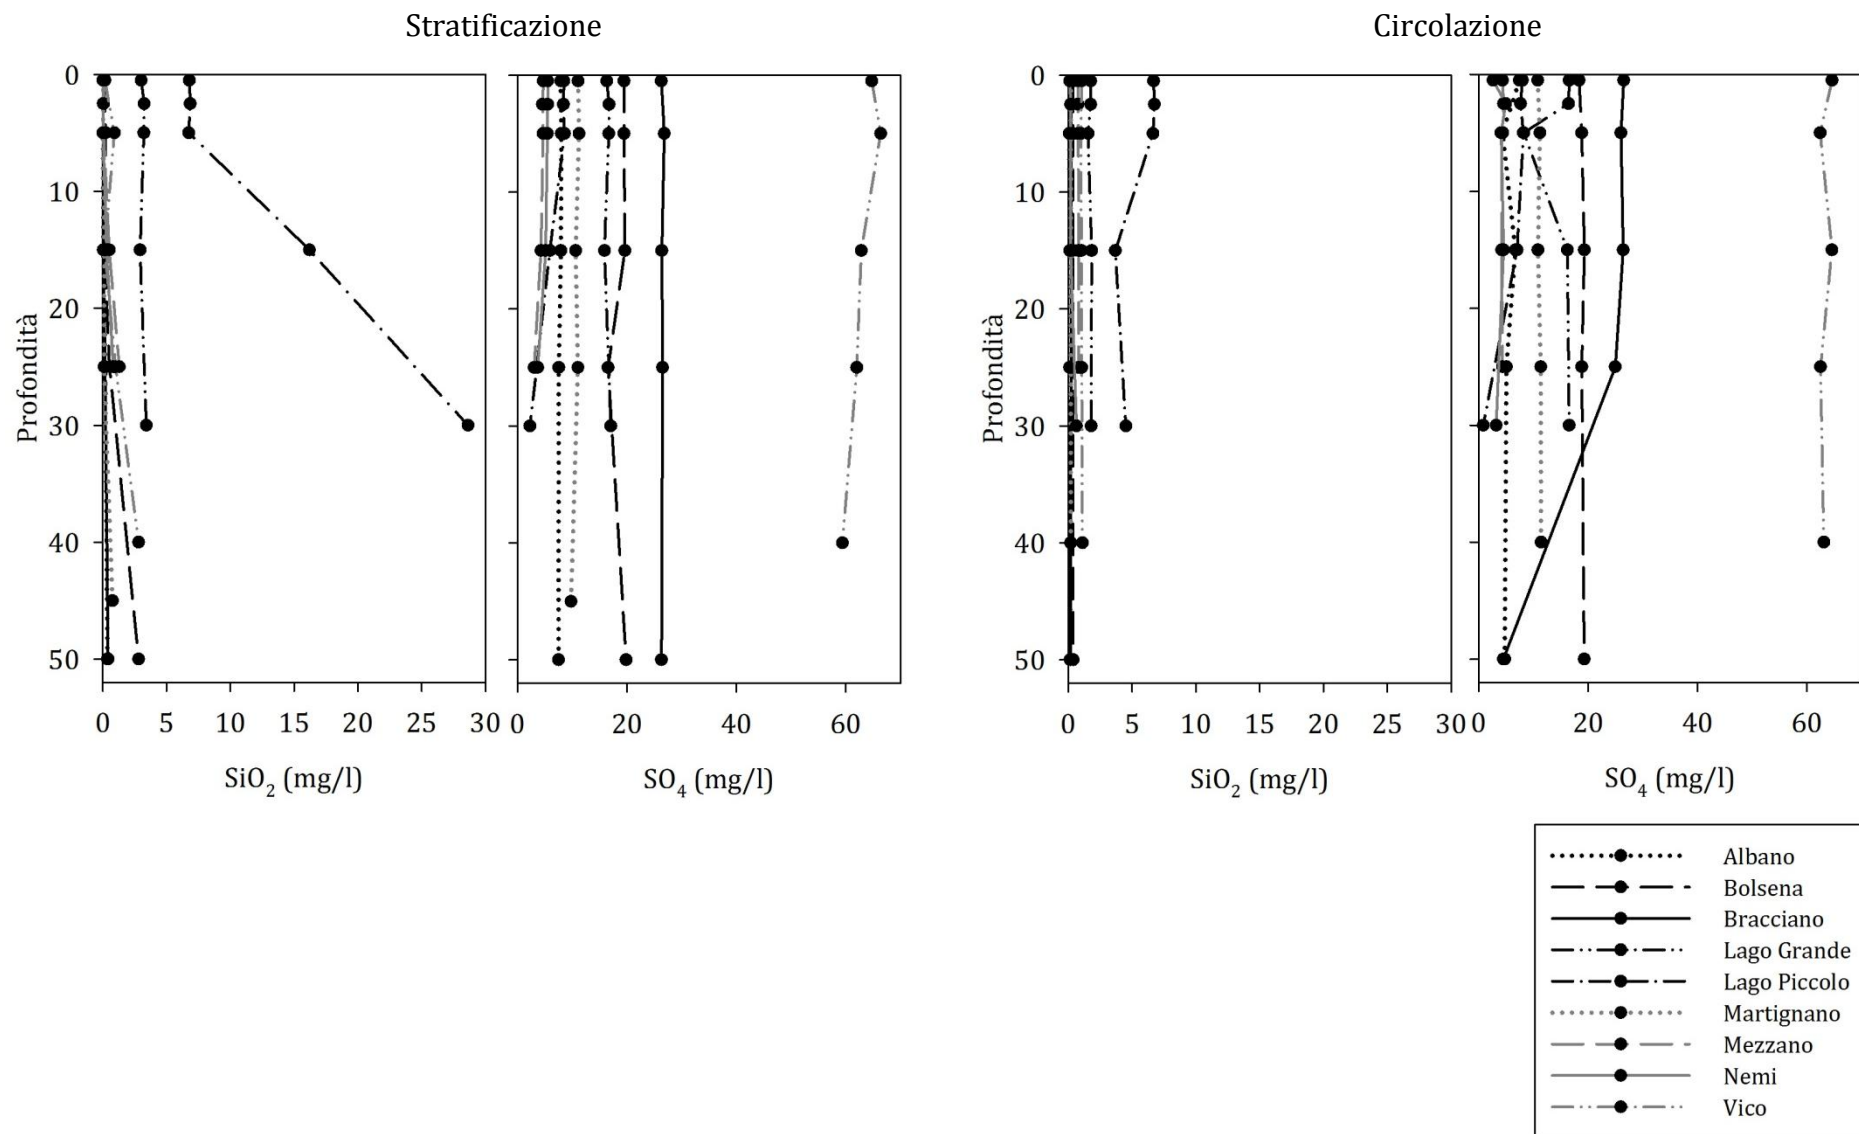 Stratificazione
Circolazione
0
10
20
30
40
50
Profondità
0 5 10 15 20 25 30
SiO2 (mg/l)
0 20 40 60
SO4 (mg/l)
0
10
20
30
40
50
Profondità
0 5 10 15 20 25 30
SiO2 (mg/l)
0 20 40 60
SO4 (mg/l)
Albano
Bolsena
Bracciano
Lago Grande
Lago Piccolo
Martignano
Mezzano
Nemi
Vico